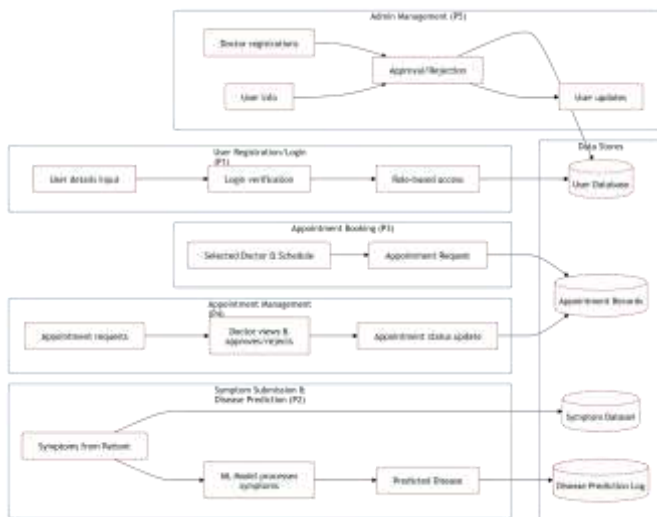 Admin Management (P5)
Doctor registrations
Approval/Rejection
User Info
User updates
User Registration/Login
(P1)
Data Stores
User details input
Login verification
Role-based access
User Database
Appointment Booking (P3)
Selected Doctor & Schedule
Appointment Request
Appointment Records
Appointment Management
(P4)
Appointment requests
Doctor views &
approves/rejects
Appointment status update
Symptom Submission &
Disease Prediction (P2)
Symptom Dataset
Symptoms from Patient
ML Model processes
symptoms
Predicted Disease
Disease Prediction Log